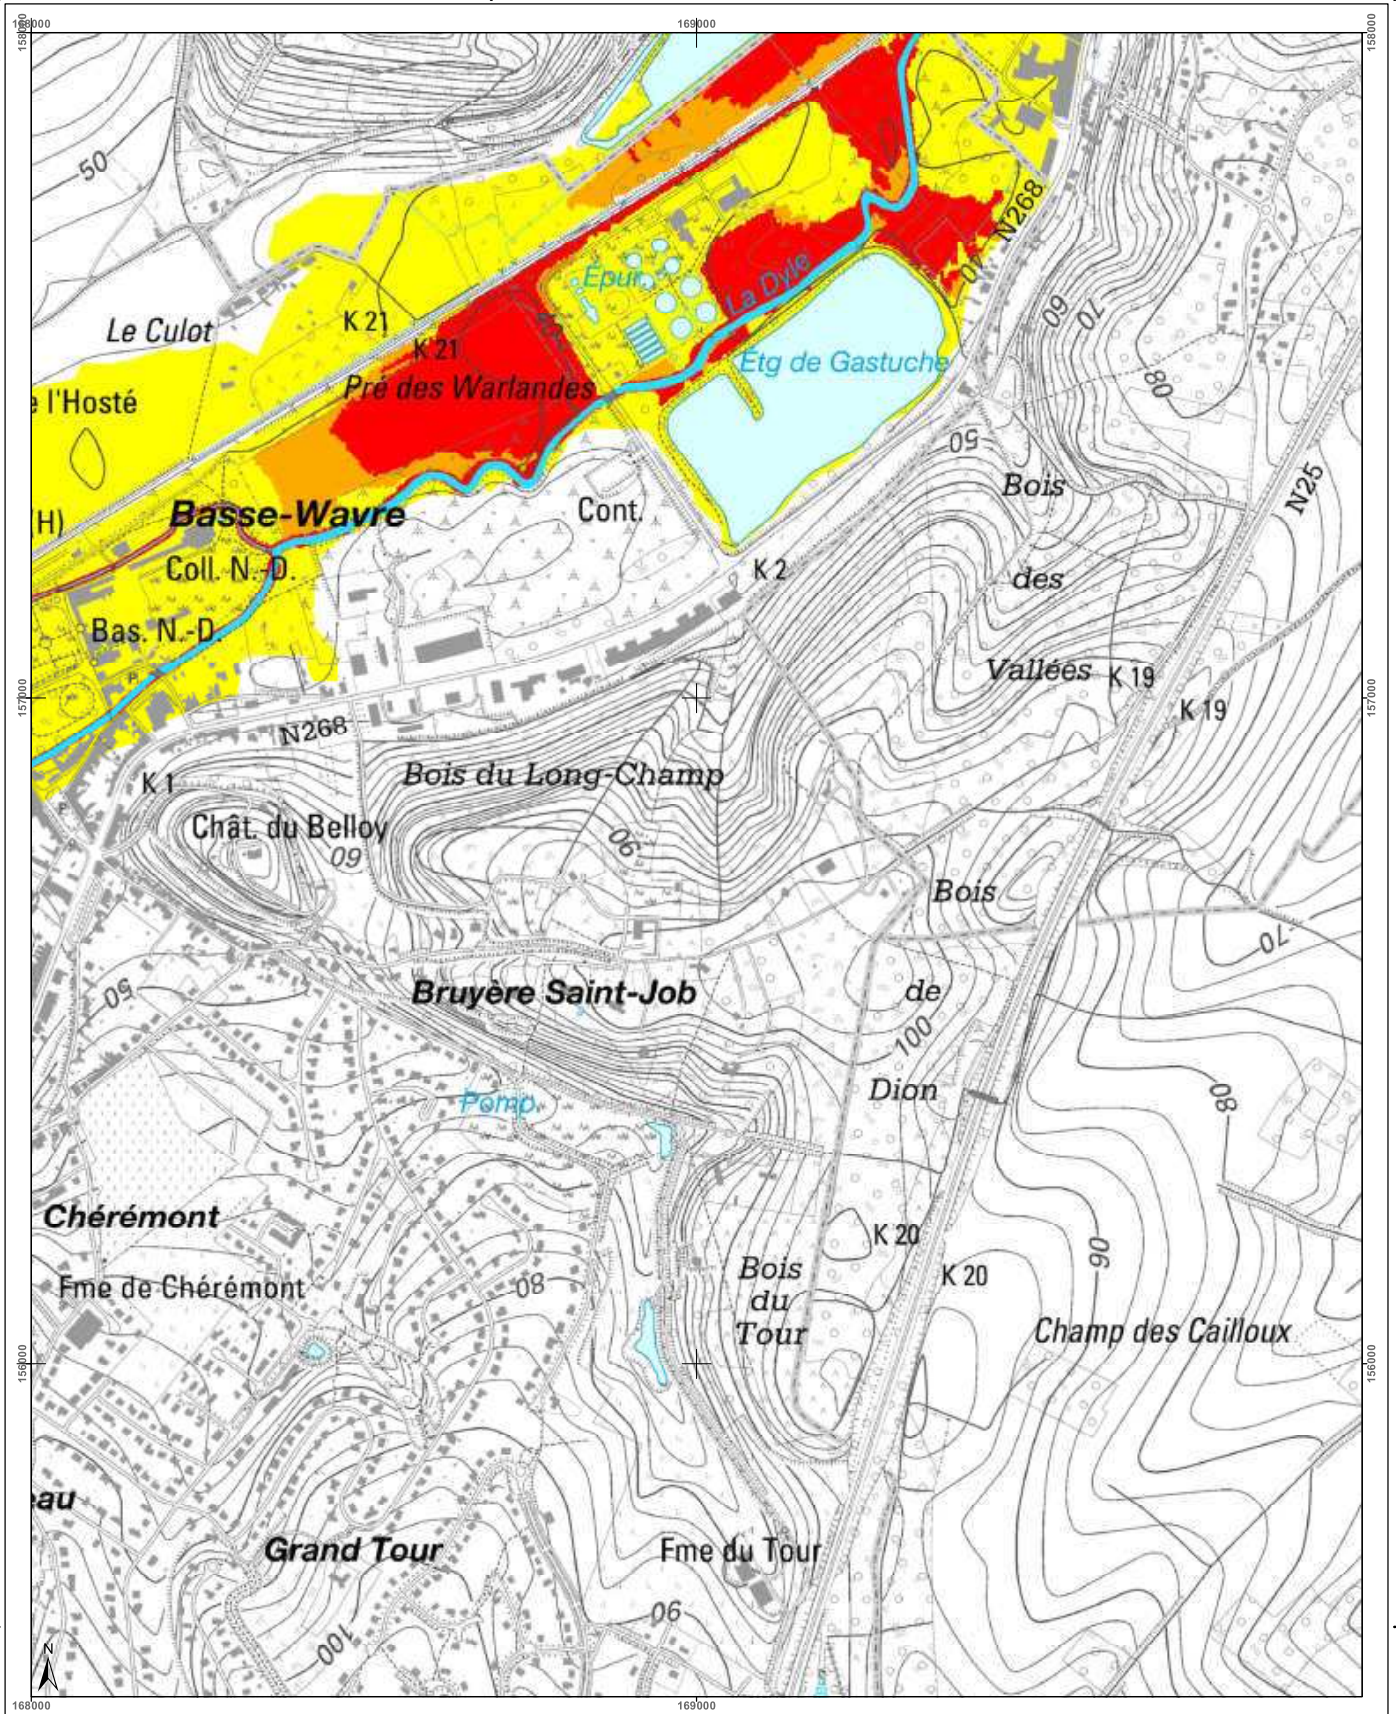 168000
169000
158000
158000
50
N268
40
Epur.
La Dyle
Le Culot
K 21
K 21
60
70
Etg de Gastuche
80
Pré des Warlandes
e l'Hosté
50
Bois
N25
Basse-Wavre
(H)
Cont.
Coll. N.-D.
K 2
des
Bas. N.-D.
P
Vallées
K 19
K 19
157000
157000
N268
Bois du Long-Champ
K 1
P
Chât. du Belloy
60
90
Bois
70
Bruyère Saint-Job
50
de
100
Dion
80
Pomp.
Chérémont
K 20
90
Fme de Chérémont
80
Bois
du
Tour
K 20
Champ des Cailloux
156000
156000
eau
Grand Tour
Fme du Tour
90
100
N
168000
169000